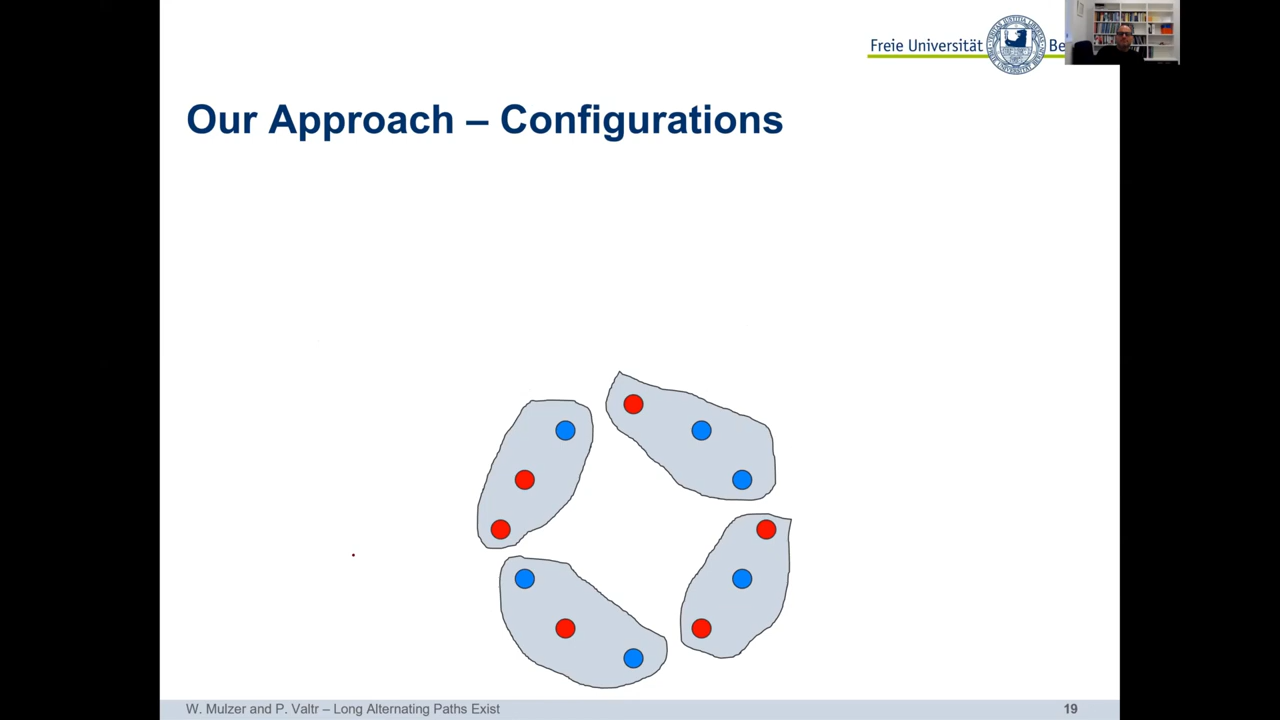 Freie Universität Be
Our Approach – Configurations
W. Mulzer and P. Valtr – Long Alternating Paths Exist
19